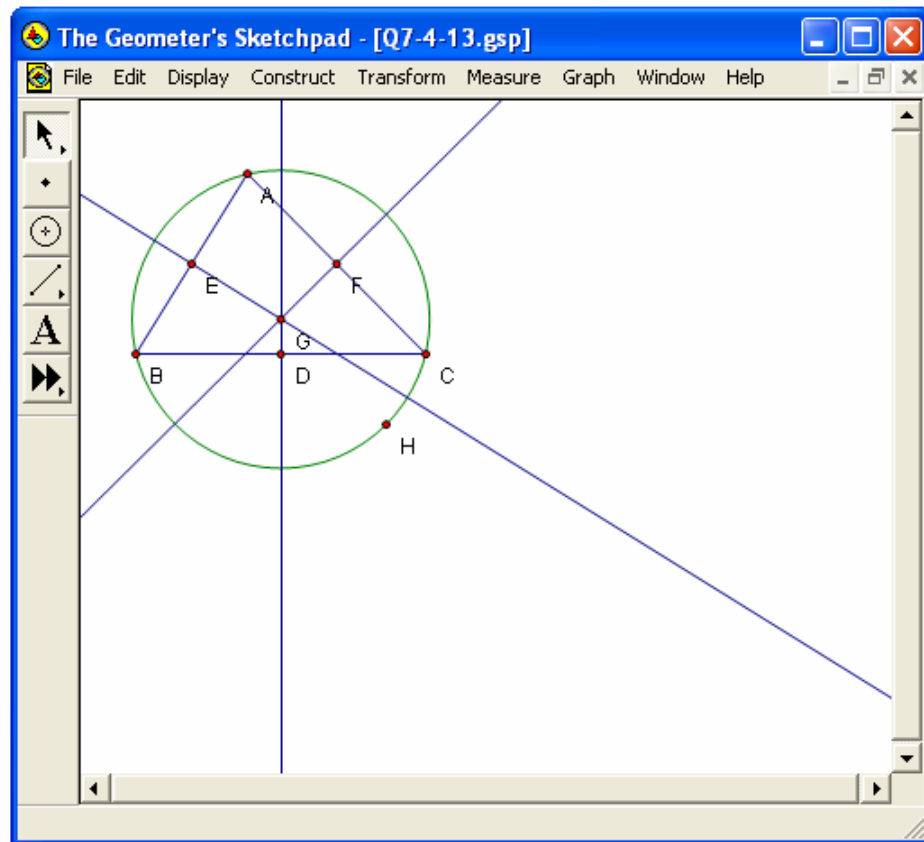 The Geometer's Sketchpad - [Q7-4-13.gsp]
File Edit Display Construct Transform Measure Graph Window Help
A
A
E
F
G
B
D
C
H